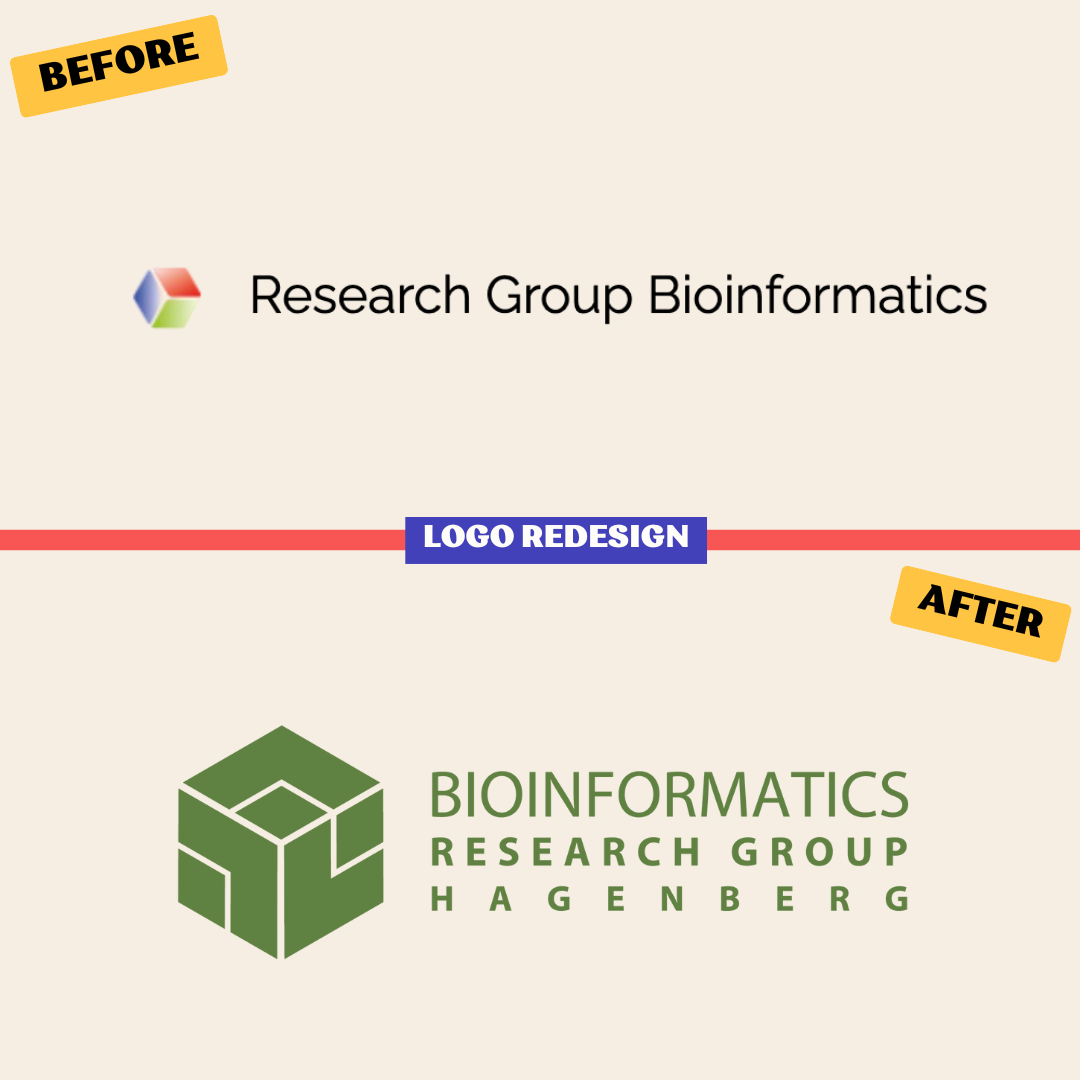 BEFORE
Research Group Bioinformatics
LOGO REDESIGN
AFTER
BIOINFORMATICS
RESEARCH GROUP
HAGENBERG